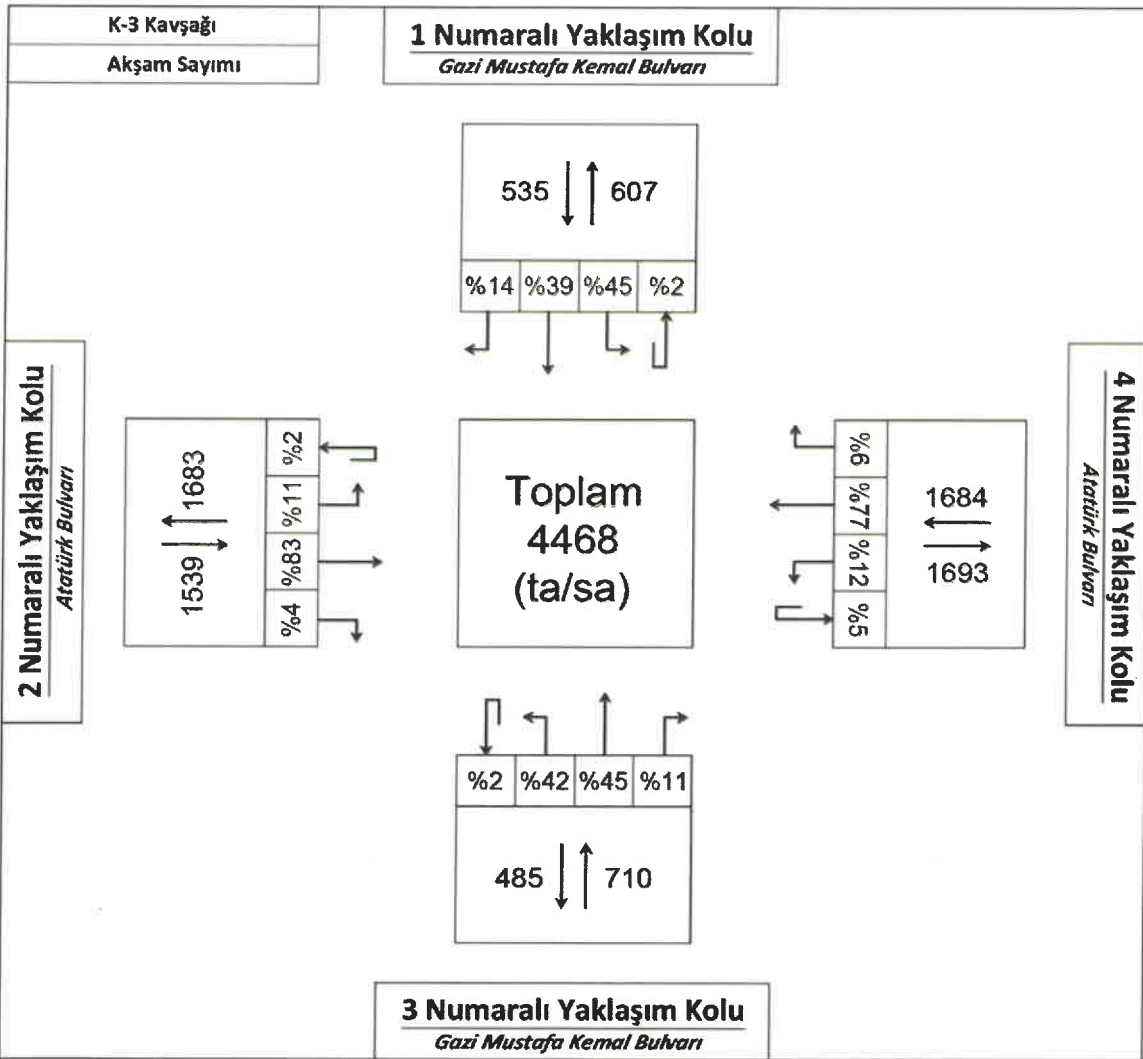 K-3 Kavşağı
Akşam Sayımı
1 Numaralı Yaklaşım Kolu
Gazi Mustafa Kemal Bulvarı
535 607
%14 %39 %45 %2
2 Numaralı Yaklaşım Kolu
Atatürk Bulvarı
1683
1539
%2
%11
%83
%4
Toplam
4468
(ta/sa)
%6
%77
%12
%5
1684
1693
4 Numaralı Yaklaşım Kolu
Atatürk Bulvarı
%2 %42 %45 %11
485 710
3 Numaralı Yaklaşım Kolu
Gazi Mustafa Kemal Bulvarı